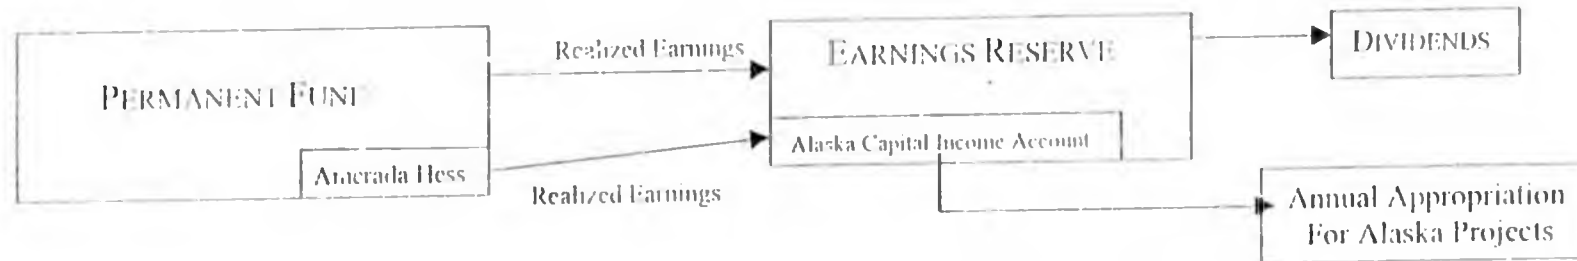 PERMANENT FUND
Amerada Hess
Realized Earnings
Realized Earnings
EARNINGS RESERVE
Alaska Capital Income Account
DIVIDENDS
Annual Appropriation
For Alaska Projects